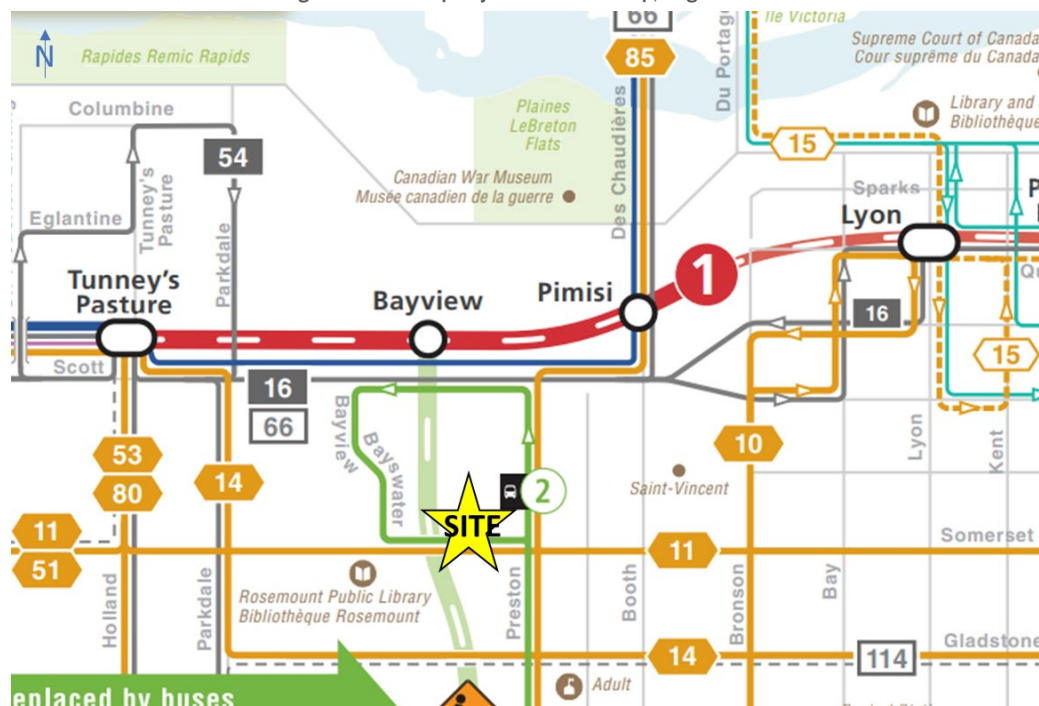 66
85
Île Victoria
Rapides Remic Rapids
Supreme Court of Canada
Cour suprême du Canada
Du Portage
N
Columbine
Plaines
LeBreton
Flats
Des Chaudières
Library and
Bibliothèque
15
54
Tunney's
Pasture
Canadian War Museum
Musée canadien de la guerre
Sparks
Eglantine
Parkdale
Lyon
Tunney's
Pasture
Bayview
Pimisi
1
Qu
16
15
Scott
16
66
Bayview
Bayswater
Lyon
Kent
53
80
14
10
2
Saint-Vincent
SITE
11
51
11
Somerset
Holland
Parkdale
Rosemount Public Library
Bibliothèque Rosemount
Preston
Booth
Bronson
Bay
14
114
Gladstone
Adult
eplaced by buses